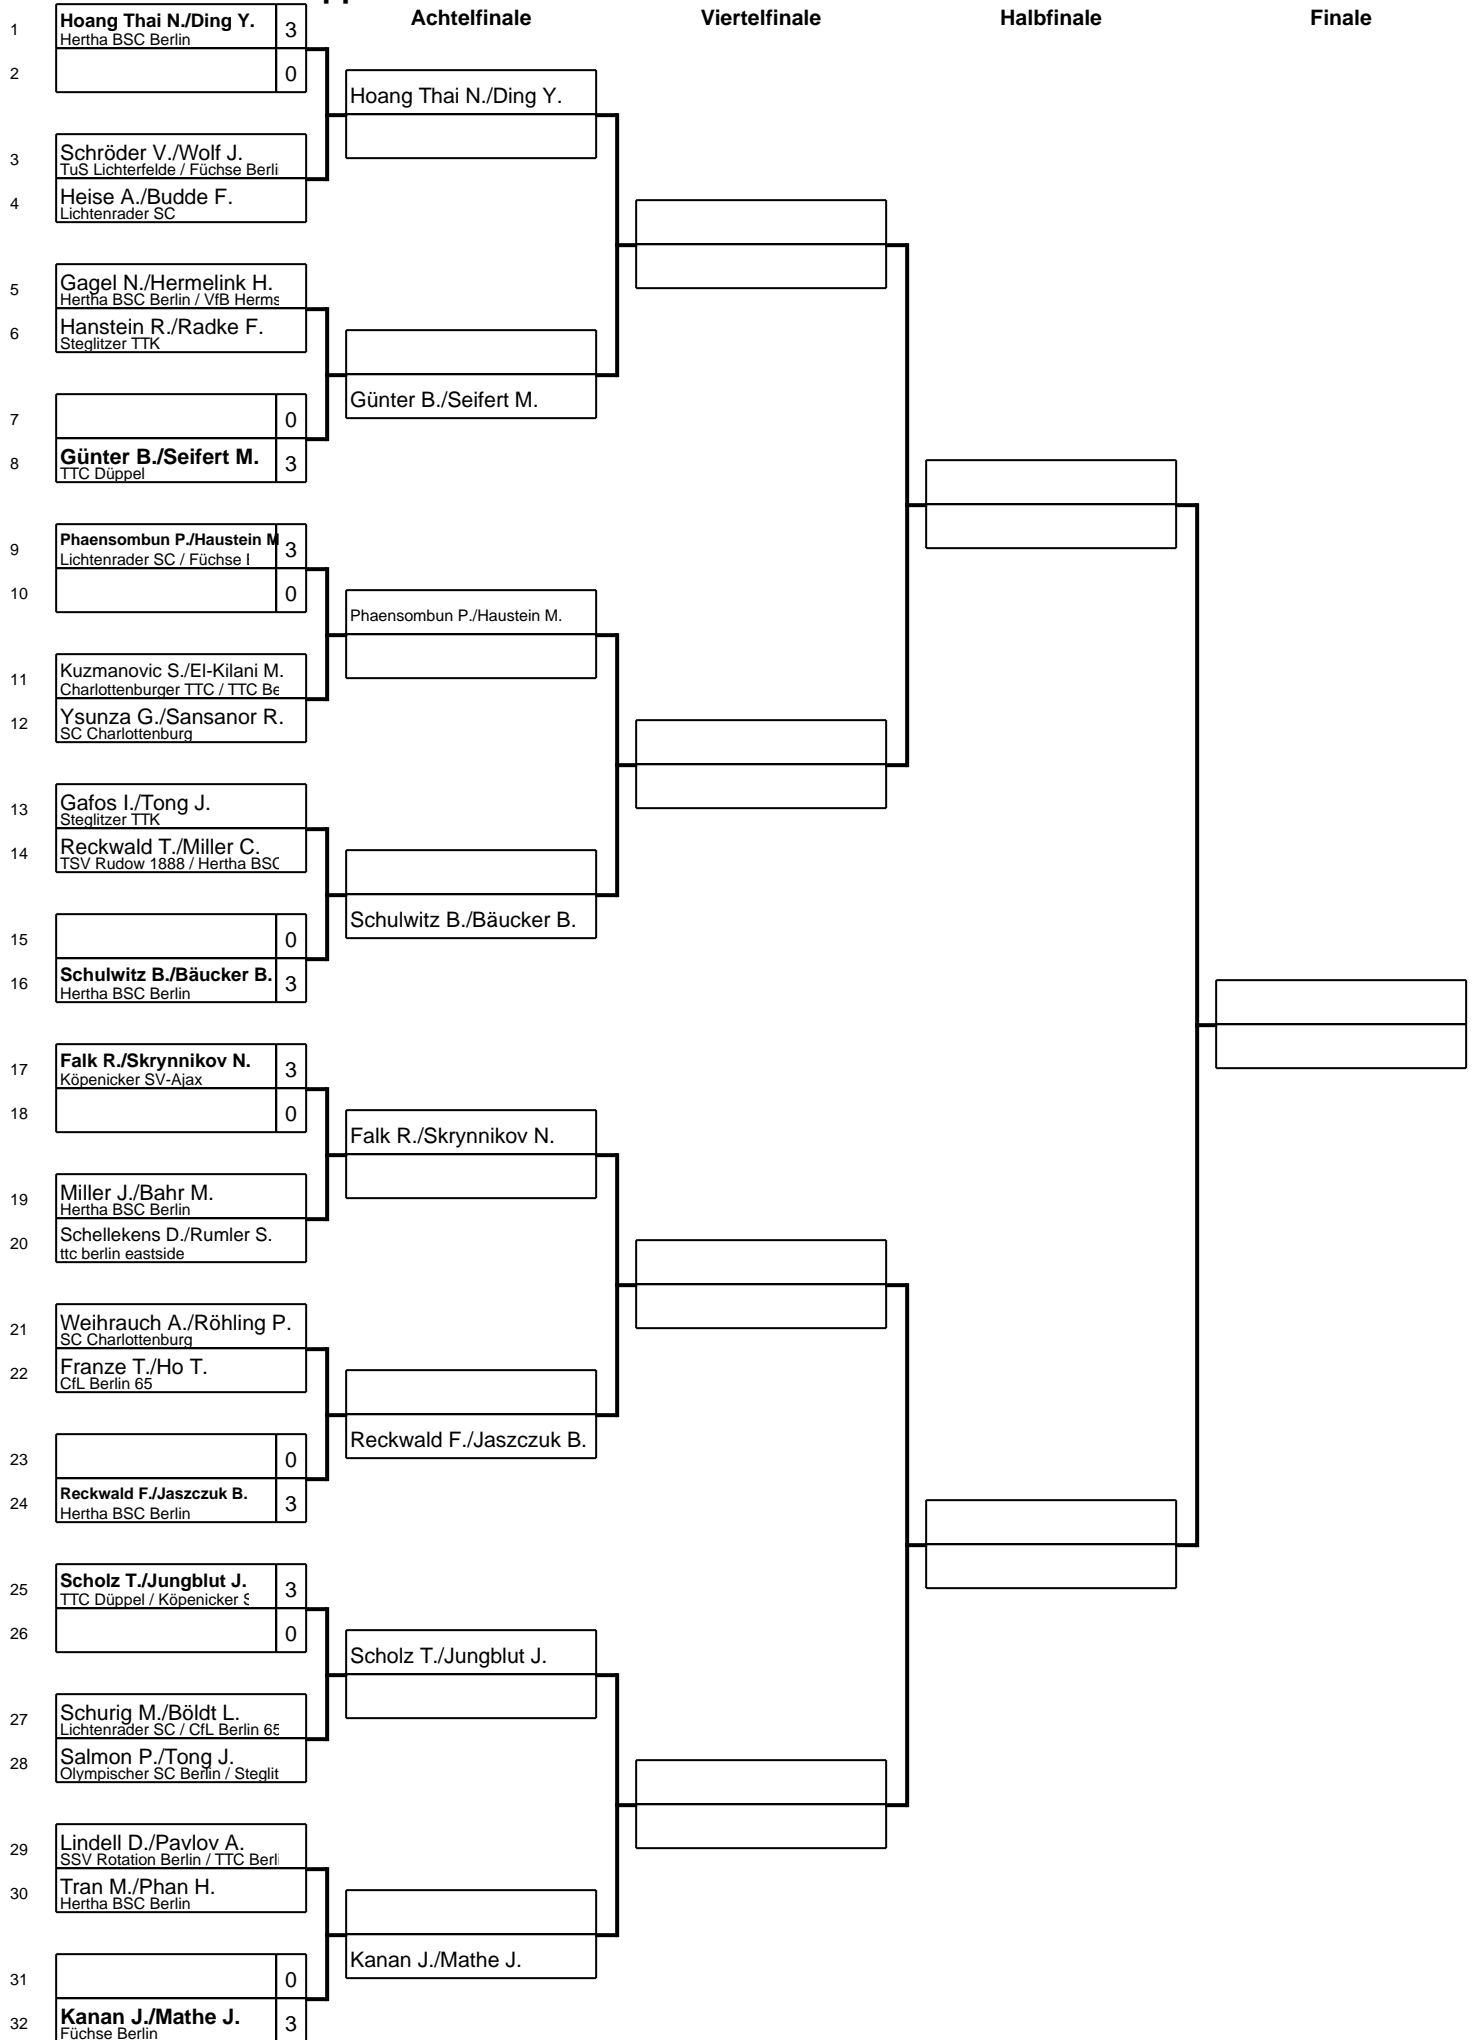 Achtelfinale Viertelfinale Halbfinale Finale
1 Hoang Thai N./Ding Y. 3
Hertha BSC Berlin
2 0
Hoang Thai N./Ding Y.
3 Schröder V./Wolf J.
TuS Lichterfelde / Füchse Berli
4 Heise A./Budde F.
Lichtenrader SC
5 Gagel N./Hermelink H.
Hertha BSC Berlin / VfB Herms
6 Hanstein R./Radke F.
Steglitzer TTK
Günter B./Seifert M.
7 0
8 Günter B./Seifert M. 3
TTC Düppel
9 Phaensombun P./Haustein M 3
Lichtenrader SC / Füchse
10 0
Phaensombun P./Haustein M.
11 Kuzmanovic S./El-Kilani M.
Charlottenburger TTC / TTC Be
12 Ysunza G./Sansanor R.
SC Charlottenburg
13 Gafos I./Tong J.
Steglitzer TTK
14 Reckwald T./Miller C.
TSV Rudow 1888 / Hertha BSC
Schulwitz B./Bäucker B.
15 0
16 Schulwitz B./Bäucker B. 3
Hertha BSC Berlin
17 Falk R./Skrynnikov N. 3
Köpenicker SV-Ajax
18 0
Falk R./Skrynnikov N.
19 Miller J./Bahr M.
Hertha BSC Berlin
20 Schellekens D./Rumler S.
ttc berlin eastside
21 Weihrauch A./Röhling P.
SC Charlottenburg
22 Franze T./Ho T.
CfL Berlin 65
Reckwald F./Jaszczuk B.
23 0
24 Reckwald F./Jaszczuk B. 3
Hertha BSC Berlin
25 Scholz T./Jungblut J. 3
TTC Düppel / Köpenicker S
26 0
Scholz T./Jungblut J.
27 Schurig M./Böldt L.
Lichtenrader SC / CfL Berlin 65
28 Salmon P./Tong J.
Olympischer SC Berlin / Steglit
29 Lindell D./Pavlov A.
SSV Rotation Berlin / TTC Berl
30 Tran M./Phan H.
Hertha BSC Berlin
Kanan J./Mathe J.
31 0
32 Kanan J./Mathe J. 3
Füchse Berlin